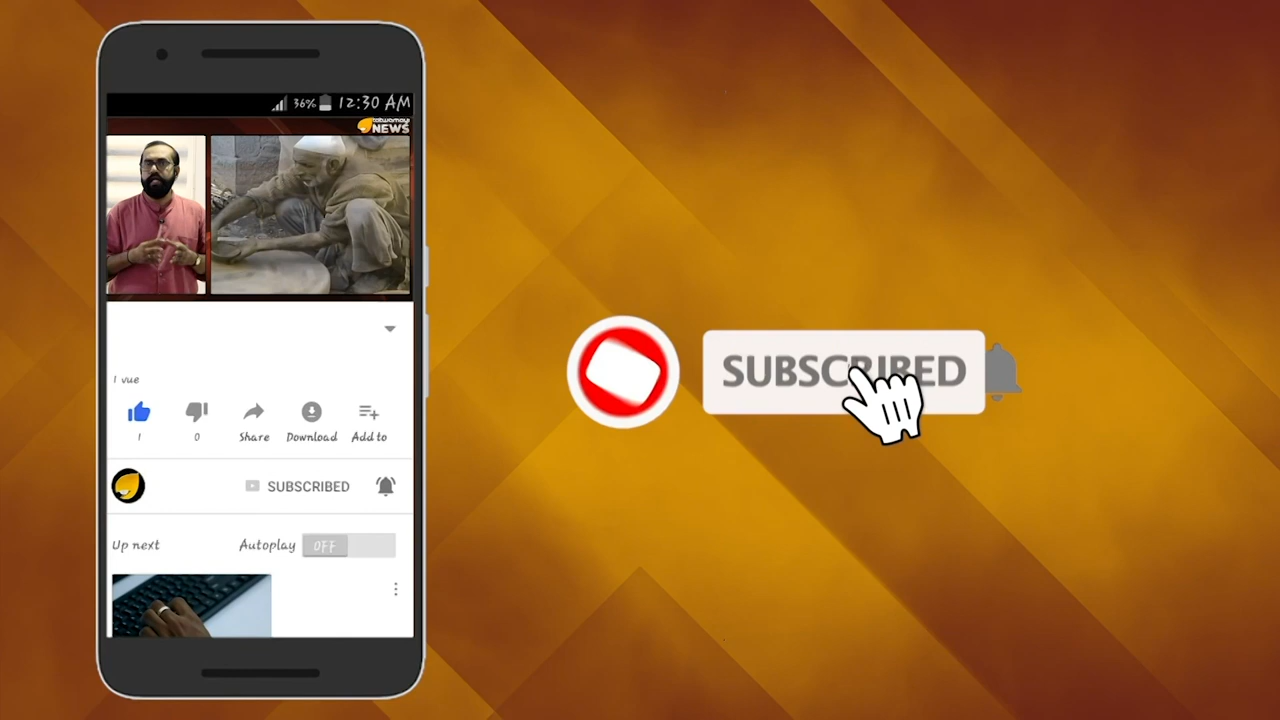 36% 12:30 AM
tatwamayi
NEWS
1 vue
1
0
Share
Download
Add to
SUBSCRIBED
Up next
Autoplay
OFF
SUBSCRIBED